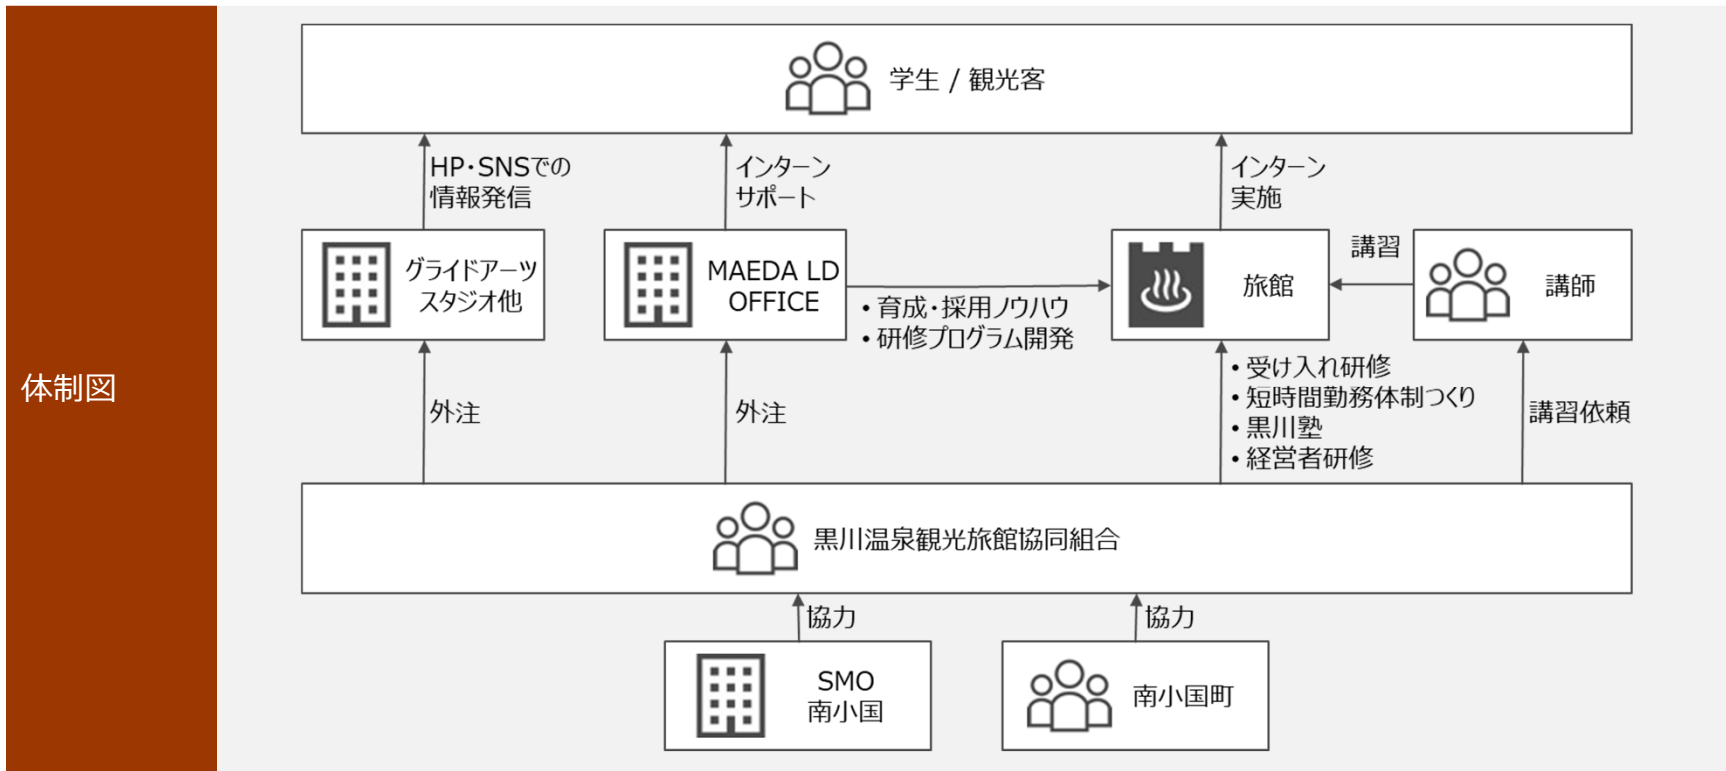 体制図
学生 / 観光客
HP・SNSでの
情報発信
インターン
サポート
インターン
実施
グライドアーツ
スタジオ他
MAEDA LD
OFFICE
• 育成・採用ノウハウ
• 研修プログラム開発
旅館
講習
講師
外注
外注
• 受け入れ研修
• 短時間勤務体制つくり
• 黒川塾
• 経営者研修
講習依頼
黒川温泉観光旅館協同組合
協力
協力
SMO
南小国
南小国町